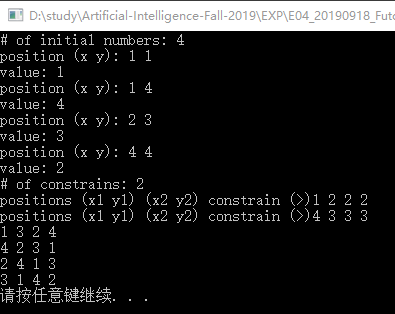 D:\study\Artificial-Intelligence-Fall-2019\EXP\E04_20190918_Futo
# of initial numbers: 4
position (x y): 1 1
value: 1
position (x y): 1 4
value: 4
position (x y): 2 3
value: 3
position (x y): 4 4
value: 2
# of constrains: 2
positions (x1 y1) (x2 y2) constrain (>)1 2 2 2
positions (x1 y1) (x2 y2) constrain (>)4 3 3 3
1 3 2 4
4 2 3 1
2 4 1 3
3 1 4 2
请按任意键继续. . .